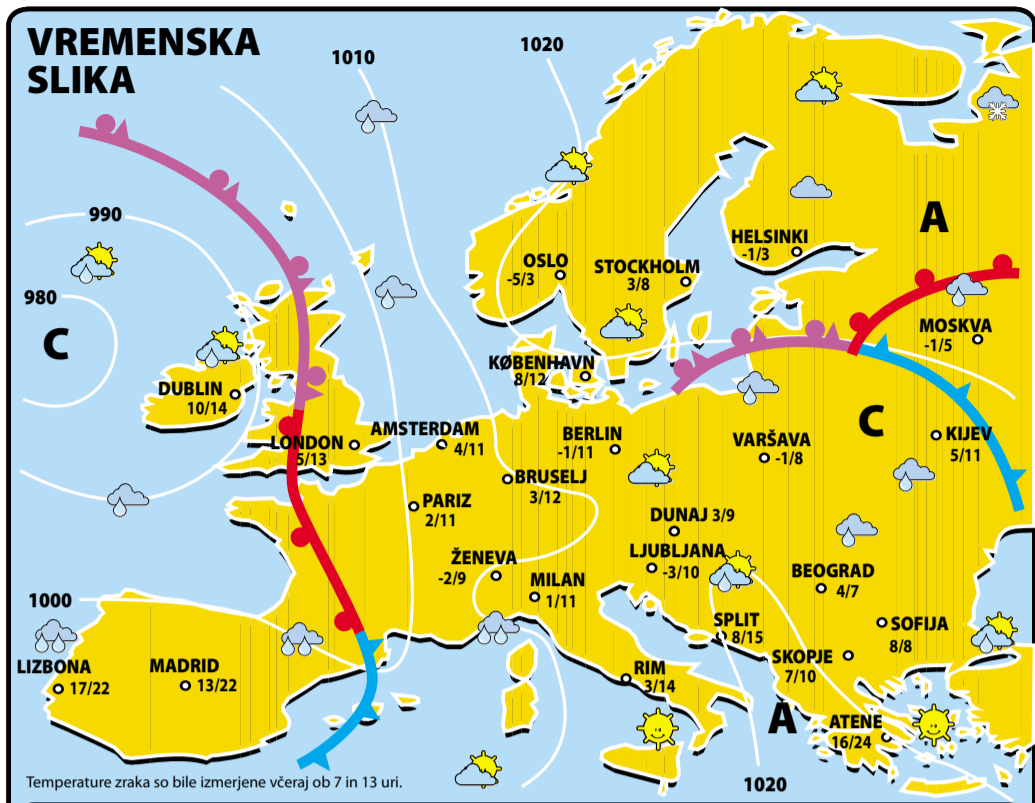 VREMENSKA
SLIKA
1010
1020
990
980
C
A
HELSINKI
-1/3
OSLO
-5/3
STOCKHOLM
3/8
MOSKVA
-1/5
KØBENHAVN
8/12
DUBLIN
10/14
LONDON
5/13
AMSTERDAM
4/11
BERLIN
-1/11
VARŠAVA
-1/8
C
KIJEV
5/11
BRUSELJ
3/12
PARIZ
2/11
DUNAJ 3/9
LJUBLJANA
-3/10
ŽENEVA
-2/9
MILAN
1/11
BEOGRAD
4/7
1000
SPLIT
8/15
SOFIJA
8/8
SKOPJE
7/10
LIZBONA
17/22
MADRID
13/22
RIM
3/14
A
ATENE
16/24
1020
Temperature zraka so bile izmerjene včeraj ob 7 in 13 uri.